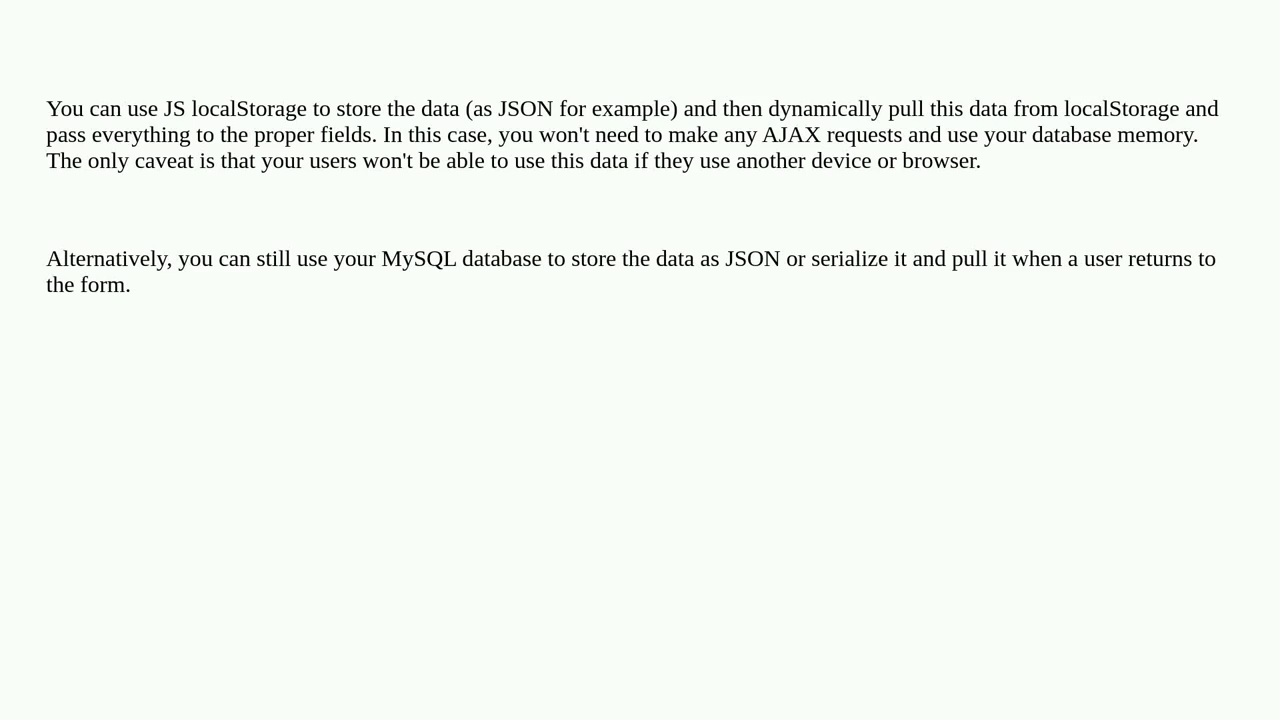 You can use JS localStorage to store the data (as JSON for example) and then dynamically pull this data from localStorage and
pass everything to the proper fields. In this case, you won't need to make any AJAX requests and use your database memory.
The only caveat is that your users won't be able to use this data if they use another device or browser.
Alternatively, you can still use your MySQL database to store the data as JSON or serialize it and pull it when a user returns to
the form.